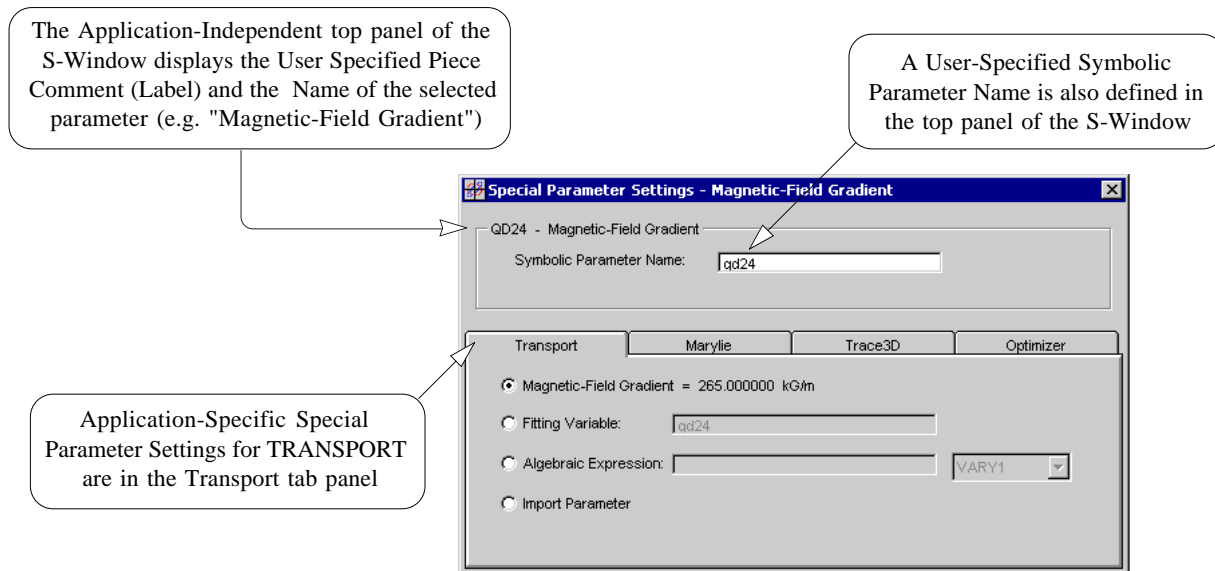 The Application-Independent top panel of the
S-Window displays the User Specified Piece
Comment (Label) and the Name of the selected
parameter (e.g. "Magnetic-Field Gradient")
A User-Specified Symbolic
Parameter Name is also defined in
the top panel of the S-Window
Special Parameter Settings - Magnetic-Field Gradient
QD24 - Magnetic-Field Gradient
Symbolic Parameter Name:
qd24
Transport
Marylie
Trace3D
Optimizer
Magnetic-Field Gradient = 265.000000 kG/m
Fitting Variable:
qd24
Algebraic Expression:
VARY1
Import Parameter
Application-Specific Special
Parameter Settings for TRANSPORT
are in the Transport tab panel